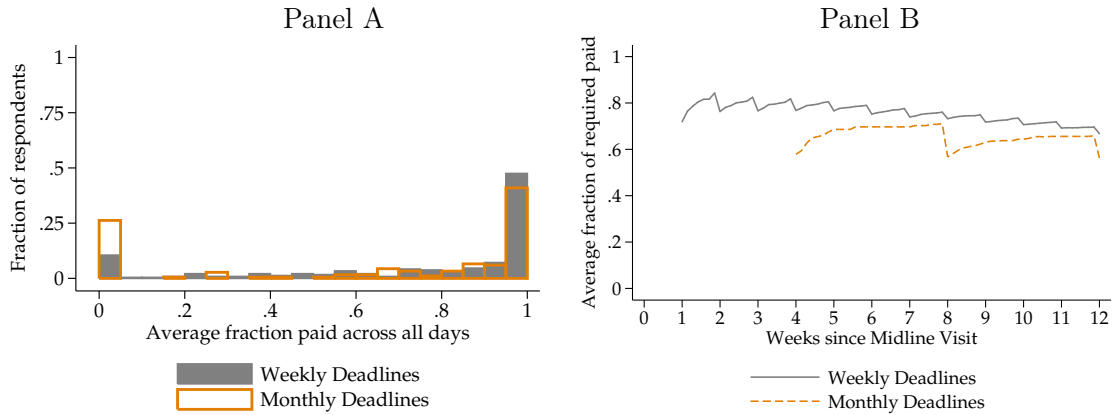 Panel A
Fraction of respondents
1
.75
.5
.25
0
0 .2 .4 .6 .8 1
Average fraction paid across all days
Weekly Deadlines
Monthly Deadlines
Panel B
Average fraction of required paid
1
.8
.6
.4
.2
0
0 1 2 3 4 5 6 7 8 9 10 11 12
Weeks since Midline Visit
Weekly Deadlines
Monthly Deadlines